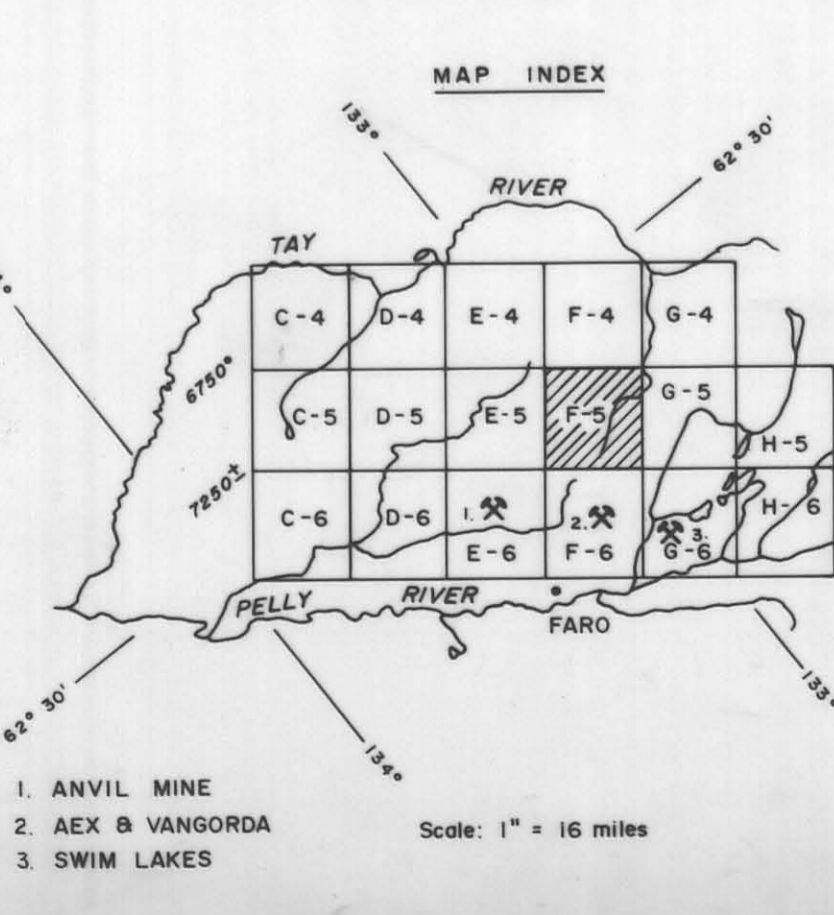 MAP INDEX
133°
62° 30'
RIVER
TAY
°
C-4 D-4 E-4 F-4 G-4
6750°
C-5 D-5 E-5 F-5 G-5 H-5
7250±
C-6 D-6 1. E-6 2. F-6 3. G-6 H-6
PELLY RIVER
FARO
62° 30'
134°
133°
1. ANVIL MINE
2. AEX & VANGORDA
3. SWIM LAKES
Scale: 1" = 16 miles